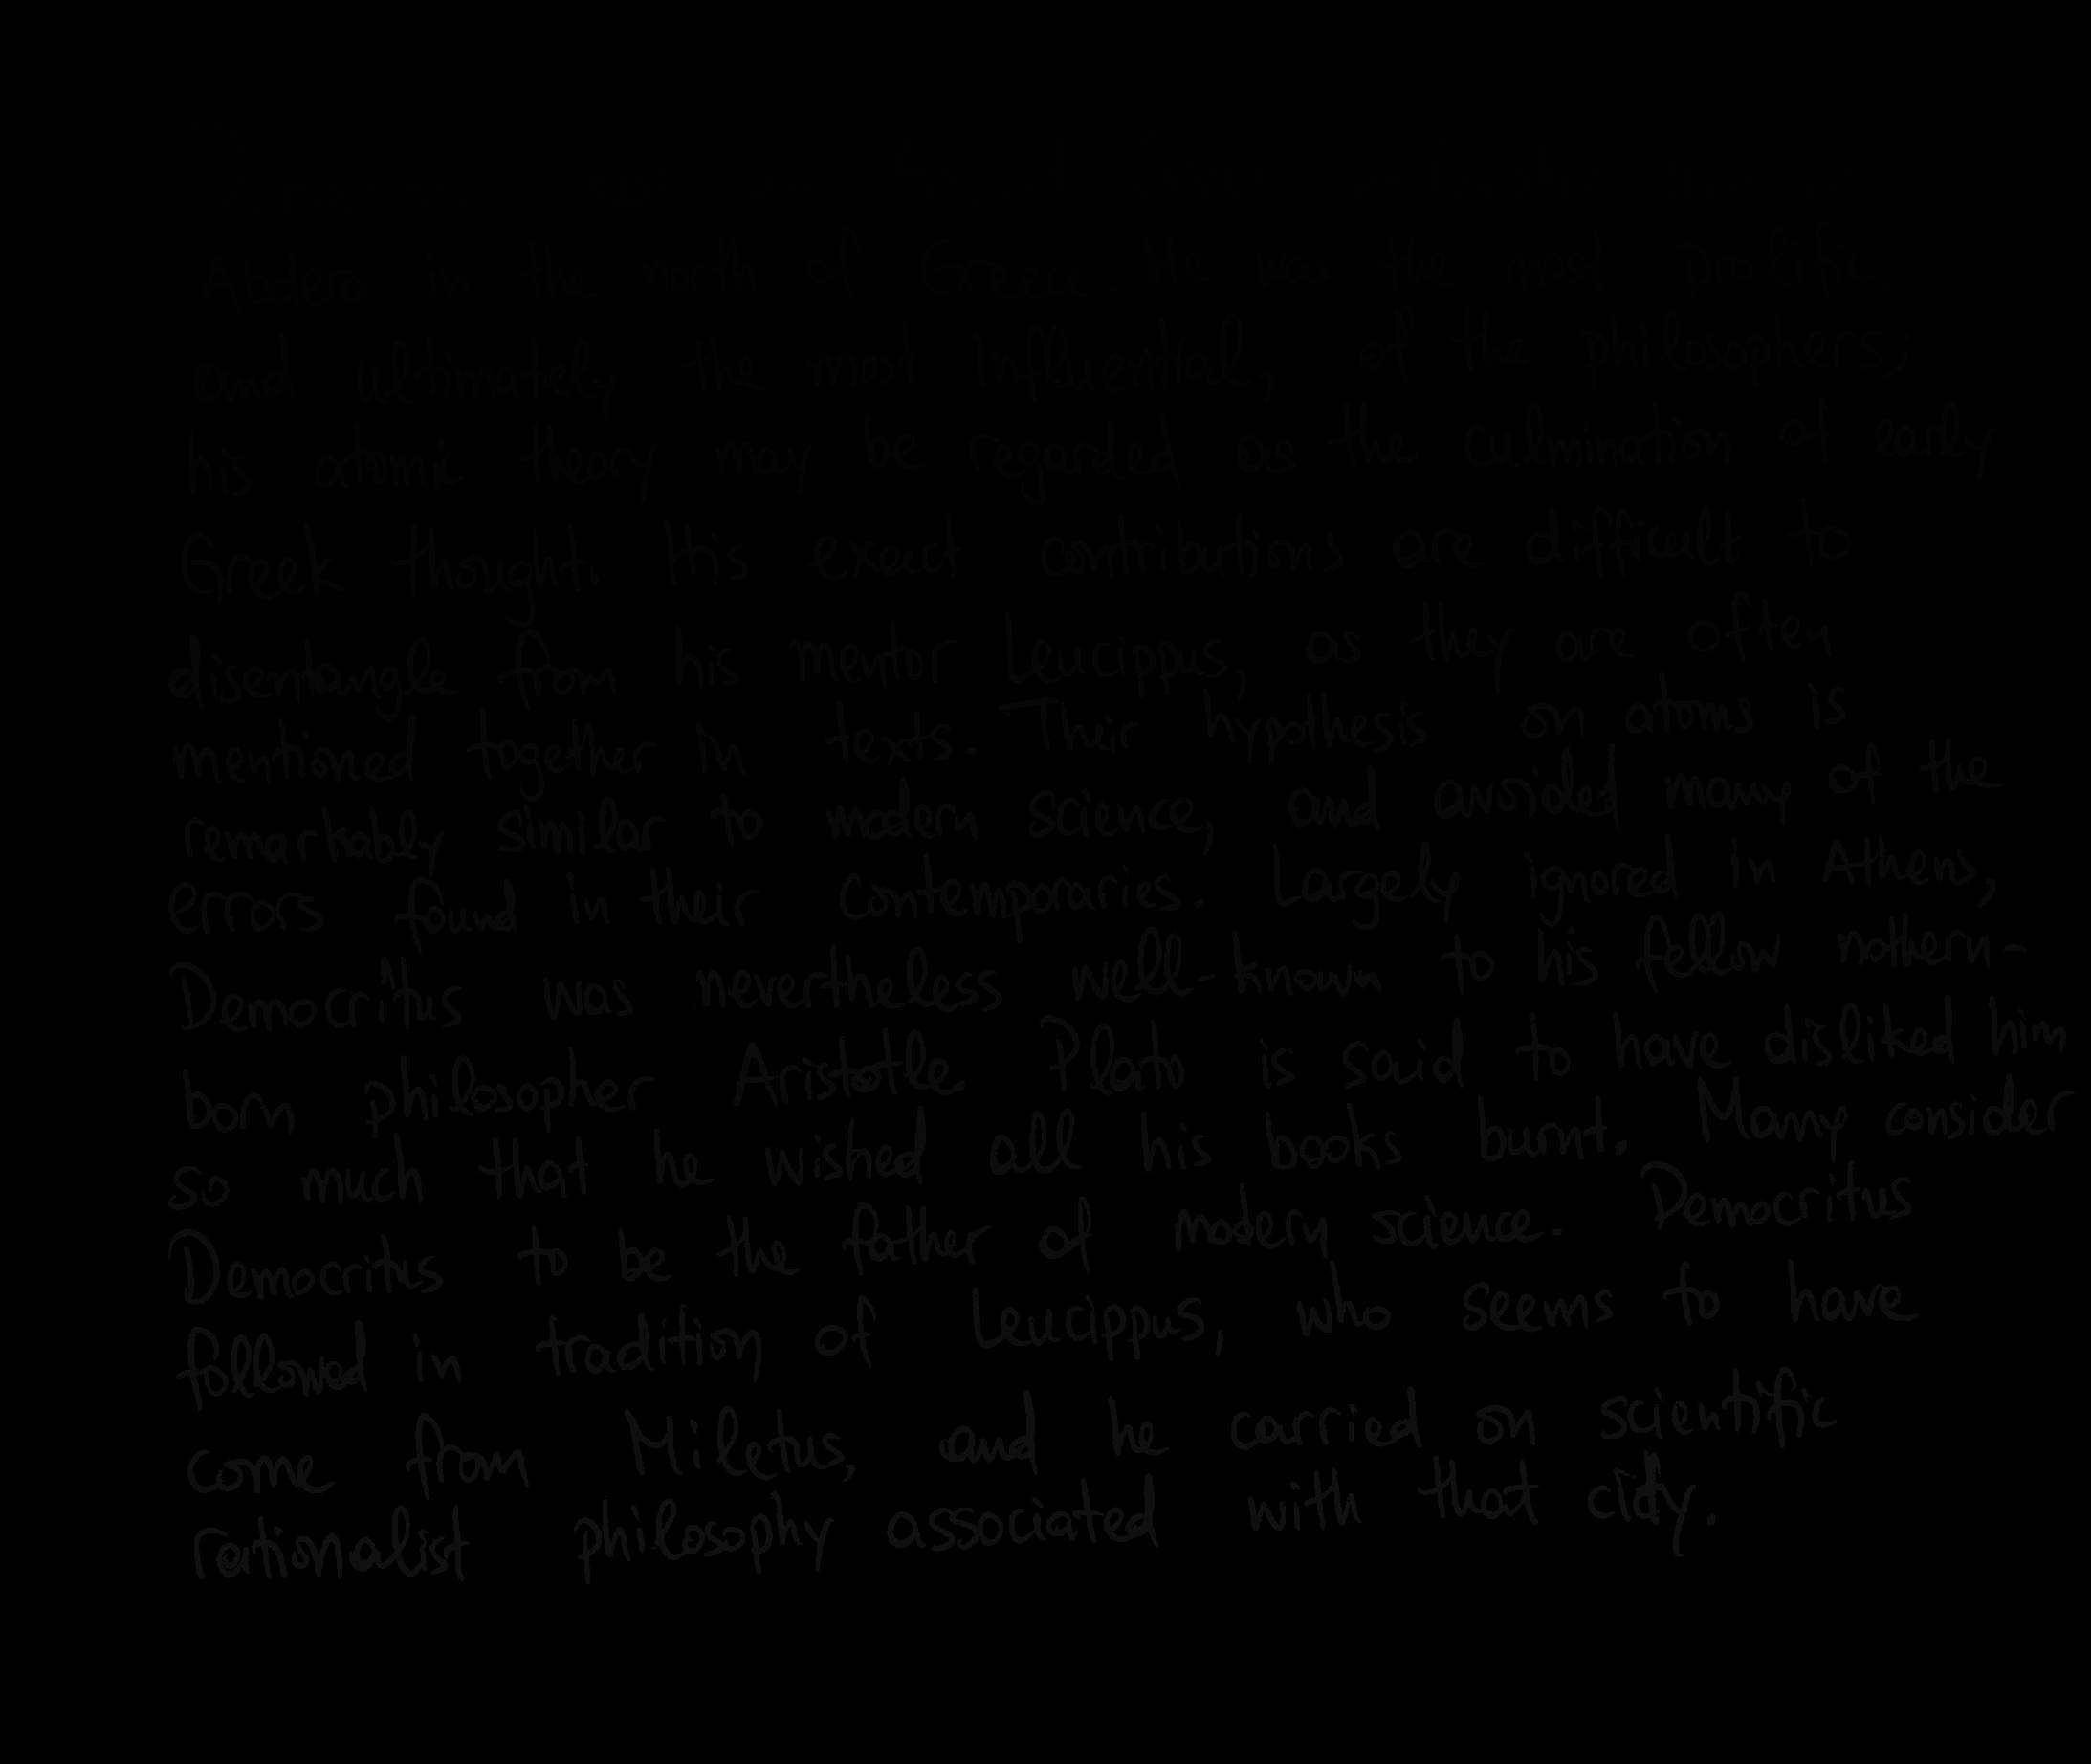 Democritus was an Ancient Greek philosopher born in
Abdera in the north of Greece. He was the most prolific,
and ultimately the most influential, of the philosophers;
his atomic theory may be regarded as the culmination of early
Greek thought. His exact contributions are difficult to
disentangle from his mentor Leucippus, as they are often
mentioned together in texts. Their hypothesis on atoms is
remarkably similar to modern science, and avoided many of the
errors found in their contemporaries. Largely ignored in Athens,
Democritus was nevertheless well-known to his fellow nothern-
born philosopher Aristotle. Plato is said to have disliked him
so much that he wished all his books burnt. Many consider
Democritus to be the father of modern science. Democritus
followed in tradition of Leucippus, who seems to have
come from Miletus, and he carried on scientific
rationalist philosophy associated with that city.